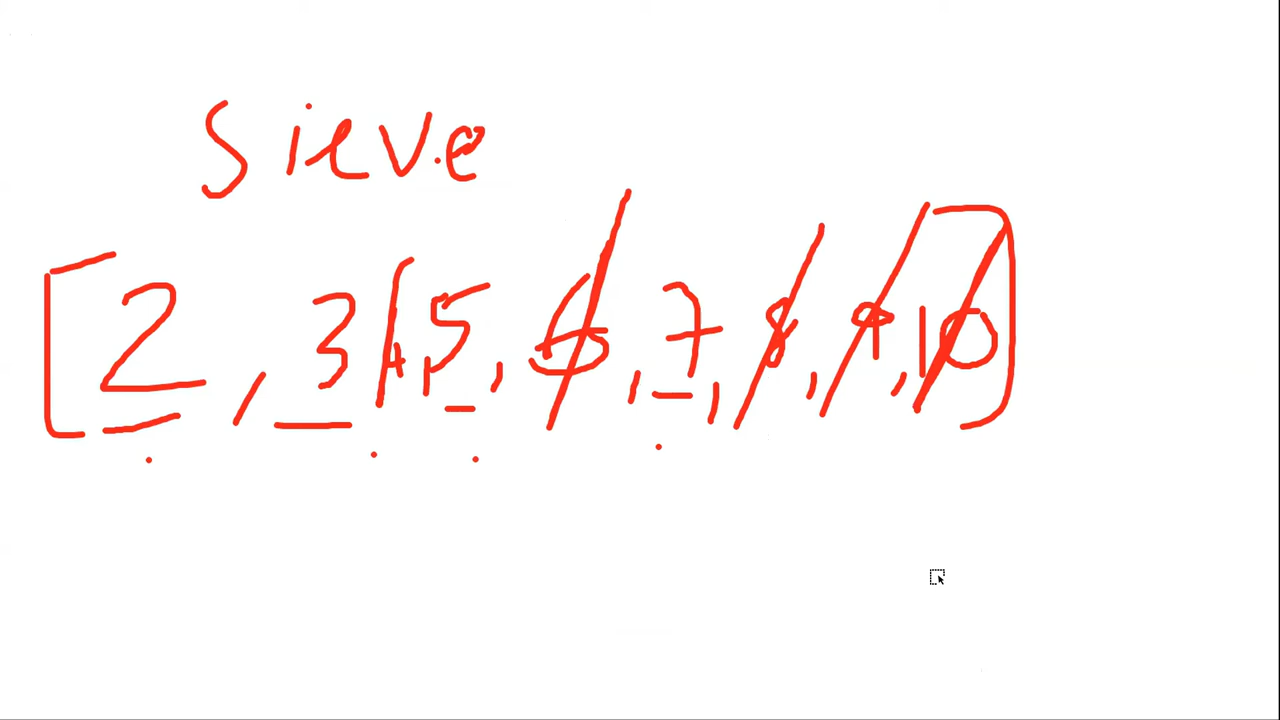 Sieve
[2, 3, 4, 5, 6, 7, 8, 9, 10]